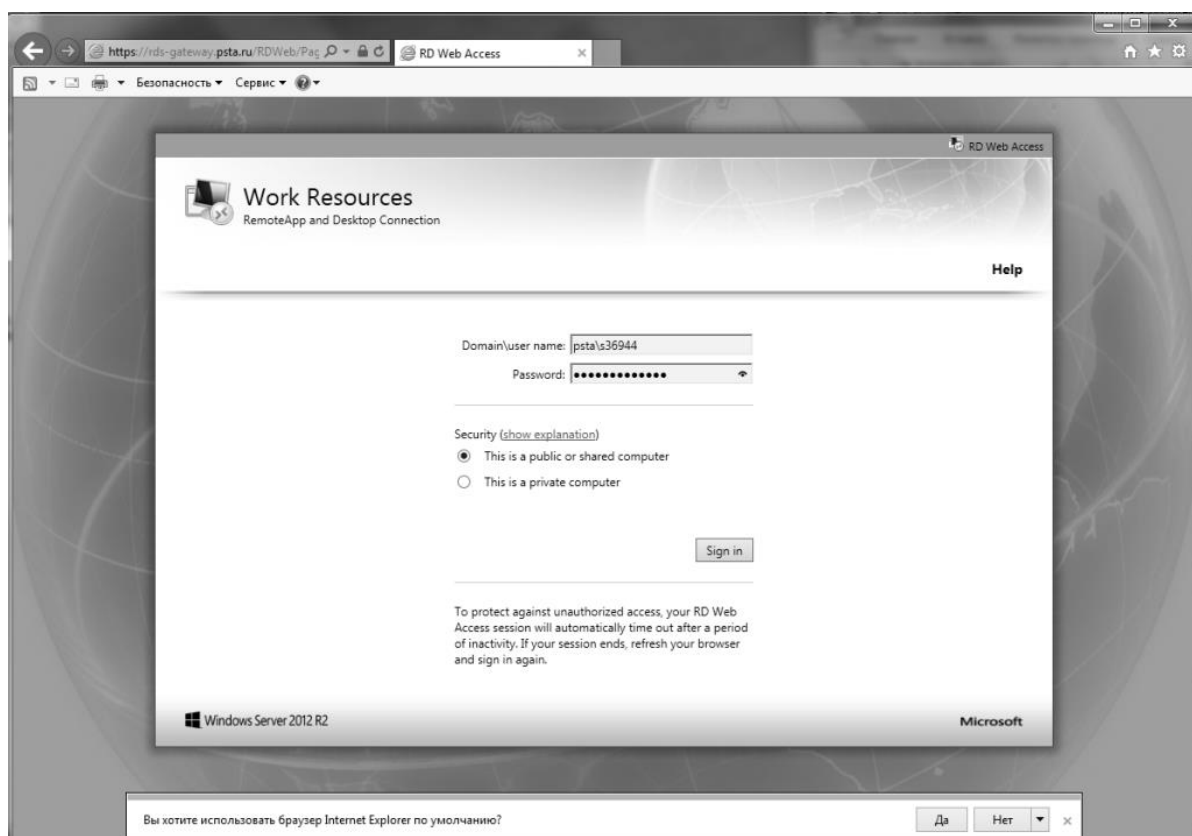 https://rds-gateway.psta.ru/RDWeb/Pag
RD Web Access
Безопасность
Сервис
RD Web Access
Work Resources
RemoteApp and Desktop Connection
Help
Domain\user name: psta\s36944
Password:
Security (show explanation)
This is a public or shared computer
This is a private computer
Sign in
To protect against unauthorized access, your RD Web
Access session will automatically time out after a period
of inactivity. If your session ends, refresh your browser
and sign in again.
Windows Server 2012 R2
Microsoft
Вы хотите использовать браузер Internet Explorer по умолчанию?
Да
Нет